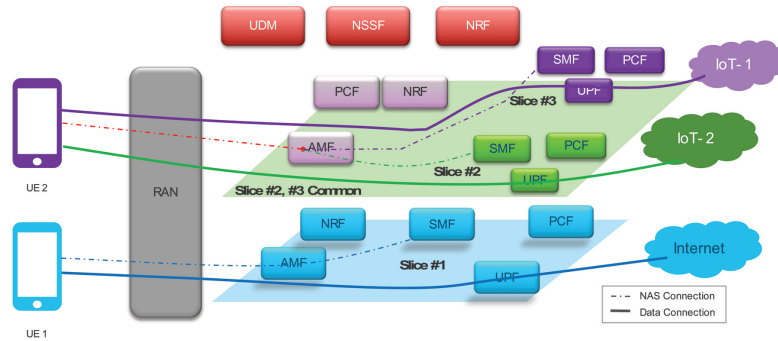 UDM
NSSF
NRF
SMF
PCF
IoT- 1
PCF
NRF
UPF
Slice #3
AMF
SMF
PCF
IoT- 2
Slice #2
UPF
UE 2
RAN
Slice #2, #3 Common
NRF
SMF
PCF
Internet
AMF
Slice #1
UPF
NAS Connection
Data Connection
UE 1